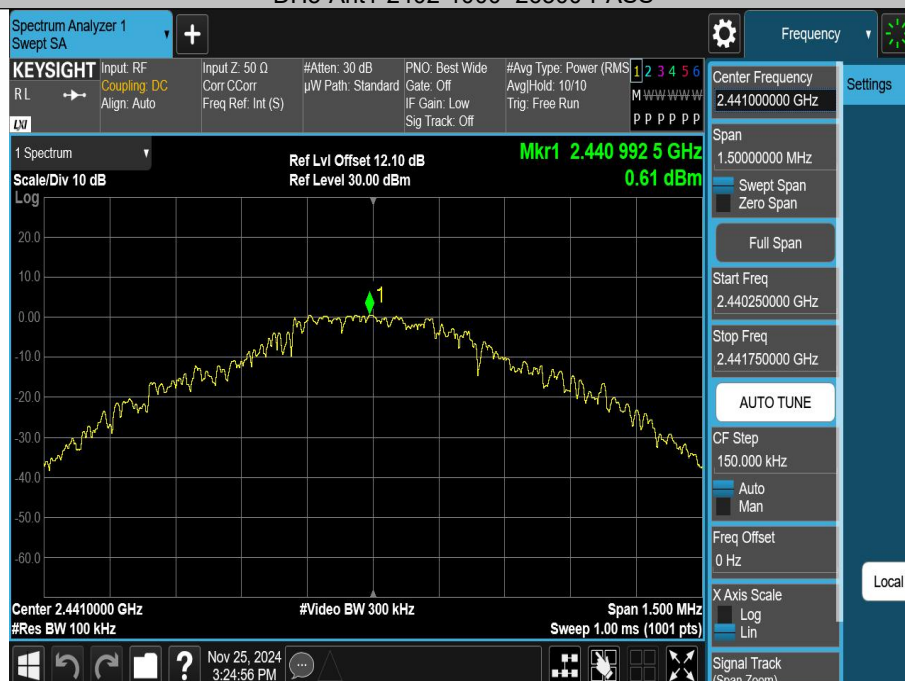 Spectrum Analyzer 1
Swept SA
Frequency
KEYSIGHT
RL
LXI
Input: RF
Coupling: DC
Align: Auto
Input Z: 50 Ω
Corr CCorr
Freq Ref: Int (S)
#Atten: 30 dB
µW Path: Standard
PNO: Best Wide
Gate: Off
IF Gain: Low
Sig Track: Off
#Avg Type: Power (RMS
Avg|Hold: 10/10
Trig: Free Run
1 2 3 4 5 6
M W W W W W
P P P P P P
1 Spectrum
Scale/Div 10 dB
Log
Ref Lvl Offset 12.10 dB
Ref Level 30.00 dBm
Mkr1 2.440 992 5 GHz
0.61 dBm
20.0
10.0
0.00
-10.0
-20.0
-30.0
-40.0
-50.0
-60.0
1
Center 2.4410000 GHz
#Res BW 100 kHz
#Video BW 300 kHz
Span 1.500 MHz
Sweep 1.00 ms (1001 pts)
Center Frequency
2.441000000 GHz
Settings
Span
1.50000000 MHz
Swept Span
Zero Span
Full Span
Start Freq
2.440250000 GHz
Stop Freq
2.441750000 GHz
AUTO TUNE
CF Step
150.000 kHz
Auto
Man
Freq Offset
0 Hz
X Axis Scale
Log
Lin
Local
Signal Track
(Span Zoom)
Nov 25, 2024
3:24:56 PM